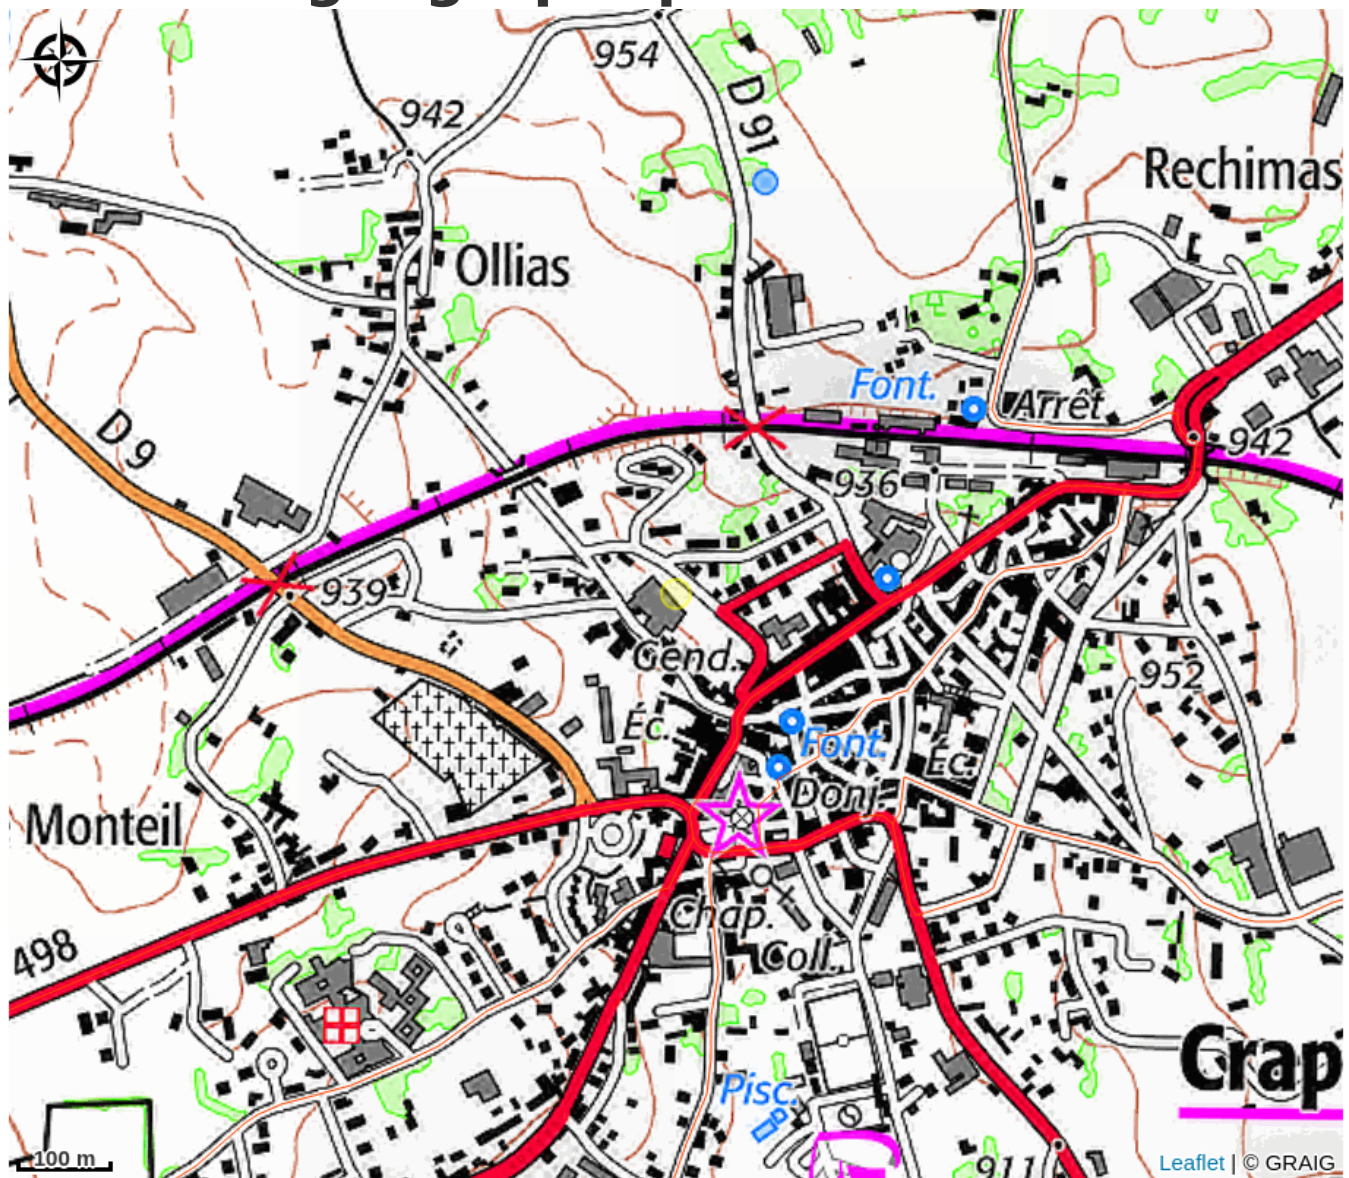 954
942
D 91
Rechimas
Ollias
Font.
Arrêt
D 9
942
936
939
Gend.
952
Éc.
Font.
Éc.
Donj.
Monteil
Chap.
498
Coll.
Crap
Pisc.
911
100 m
Leaflet | © GRAIG